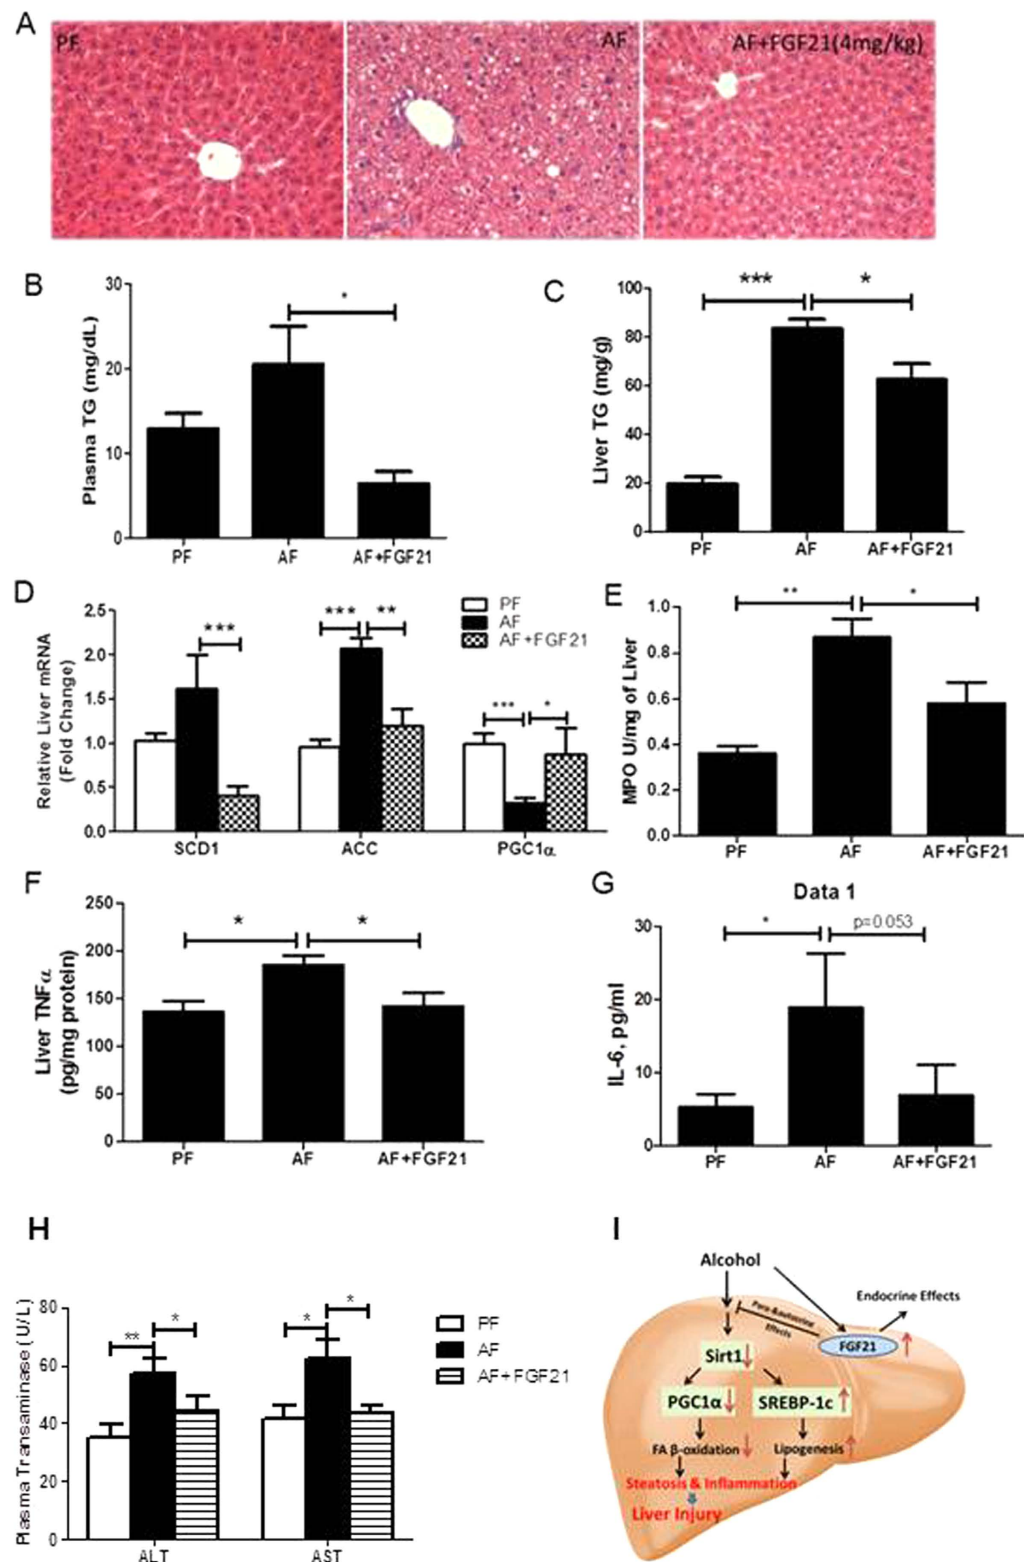 A
PF
AF
AF+FGF21(4mg/kg)
B
Plasma TG (mg/dL)
30
20
10
0
*
PF
AF
AF+FGF21
C
Liver TG (mg/g)
100
80
60
40
20
0
***
*
PF
AF
AF+FGF21
D
Relative Liver mRNA
(Fold Change)
2.5
2.0
1.5
1.0
0.5
0.0
***
***
**
***
*
PF
AF
AF+FGF21
SCD1
ACC
PGC1α
E
MPO U/mg of Liver
1.0
0.8
0.6
0.4
0.2
0.0
**
*
PF
AF
AF+FGF21
F
Liver TNFα
(pg/mg protein)
250
200
150
100
50
0
*
*
PF
AF
AF+FGF21
G
Data 1
IL-6, pg/ml
30
20
10
0
*
p=0.053
PF
AF
AF+FGF21
H
Plasma Transaminase (U/L)
80
60
40
20
0
**
*
*
*
PF
AF
AF+FGF21
ALT
AST
I
Alcohol
Endocrine Effects
Para-&autocrine
Effects
FGF21
Sirt1
PGC1α
SREBP-1c
FA β-oxidation
Lipogenesis
Steatosis & Inflammation
Liver Injury